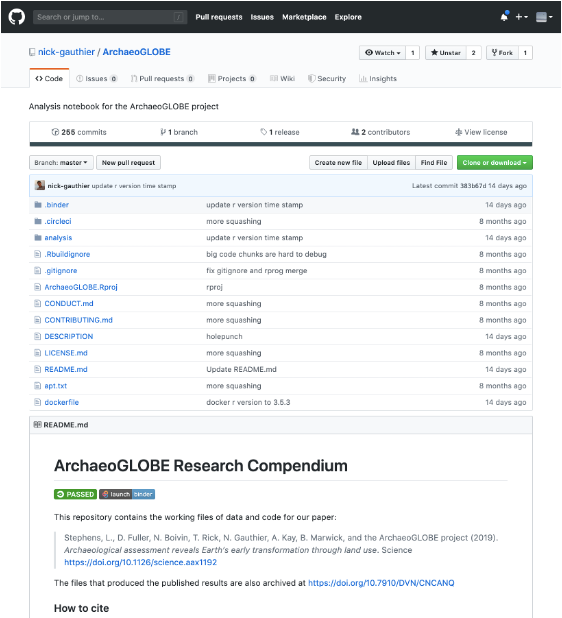 Search or jump to... / Pull requests Issues Marketplace Explore
nick-gauthier / ArchaeoGLOBE Watch 1 Unstar 2 Fork 1
Code Issues 0 Pull requests 0 Projects 0 Wiki Security Insights
Analysis notebook for the ArchaeoGLOBE project
255 commits 1 branch 1 release 2 contributors View license
Branch: master New pull request Create new file Upload files Find File Clone or download
nick-gauthier update r version time stamp Latest commit 383b67d 14 days ago
.binder update r version time stamp 14 days ago
.circleci more squashing 8 months ago
analysis update r version time stamp 14 days ago
.Rbuildignore big code chunks are hard to debug 8 months ago
.gitignore fix gitignore and rprog merge 8 months ago
ArchaeoGLOBE.Rproj rproj 8 months ago
CONDUCT.md more squashing 8 months ago
CONTRIBUTING.md more squashing 8 months ago
DESCRIPTION holepunch 14 days ago
LICENSE.md more squashing 8 months ago
README.md Update README.md 14 days ago
apt.txt more squashing 8 months ago
dockerfile docker r version to 3.5.3 14 days ago
README.md
ArchaeoGLOBE Research Compendium
PASSED launch binder
This repository contains the working files of data and code for our paper:
Stephens, L., D. Fuller, N. Boivin, T. Rick, N. Gauthier, A. Kay, B. Marwick, and the ArchaeoGLOBE project (2019).
Archaeological assessment reveals Earth's early transformation through land use. Science
https://doi.org/10.1126/science.aax1192
The files that produced the published results are also archived at https://doi.org/10.7910/DVN/CNCANQ
How to cite